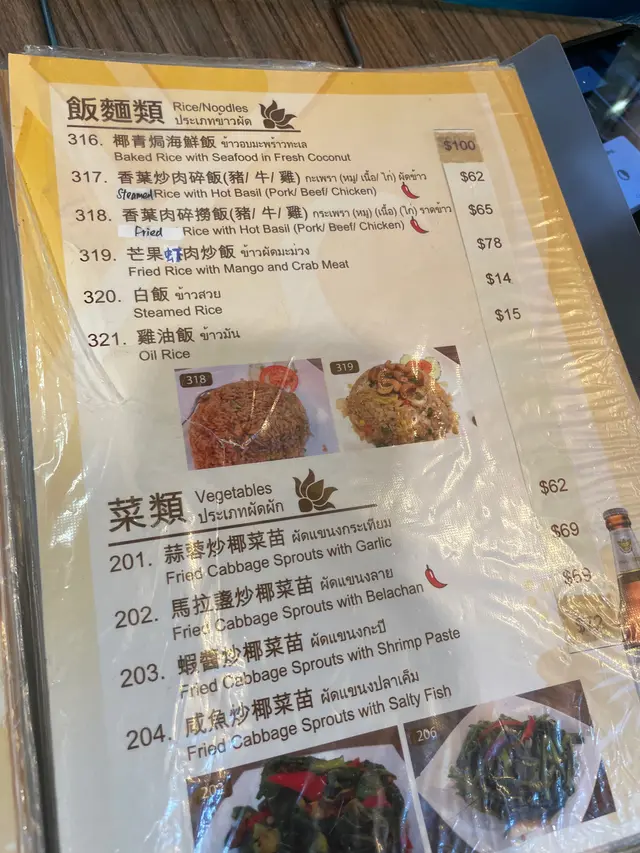 飯麵類 Rice/Noodles
ประเภทข้าวผัด
316. 椰青焗海鮮飯 ข้าวอบมะพร้าวทะเล $100
Baked Rice with Seafood in Fresh Coconut
317. 香葉炒肉碎飯(豬/ 牛/ 雞) กะเพรา (หมู/ เนื้อ/ ไก่) ผัดข้าว $62
Steamed Rice with Hot Basil (Pork/ Beef/ Chicken)
318. 香葉肉碎撈飯(豬/ 牛/ 雞) กระเพรา (หมู) (เนื้อ) (ไก่) ราดข้าว $65
Fried Rice with Hot Basil (Pork/ Beef/ Chicken)
319. 芒果虾肉炒飯 ข้าวผัดมะม่วง $78
Fried Rice with Mango and Crab Meat
320. 白飯 ข้าวสวย $14
Steamed Rice
321. 雞油飯 ข้าวมัน $15
Oil Rice
318
319
菜類 Vegetables
ประเภทผัดผัก
201. 蒜蓉炒椰菜苗 ผัดแขนงกระเทียม $62
Fried Cabbage Sprouts with Garlic
202. 馬拉盞炒椰菜苗 ผัดแขนงลาย $69
Fried Cabbage Sprouts with Belachan
203. 蝦醬炒椰菜苗 ผัดแขนงกะปิ $69
Fried Cabbage Sprouts with Shrimp Paste
204. 咸魚炒椰菜苗 ผัดแขนงปลาเค็ม
Fried Cabbage Sprouts with Salty Fish
206